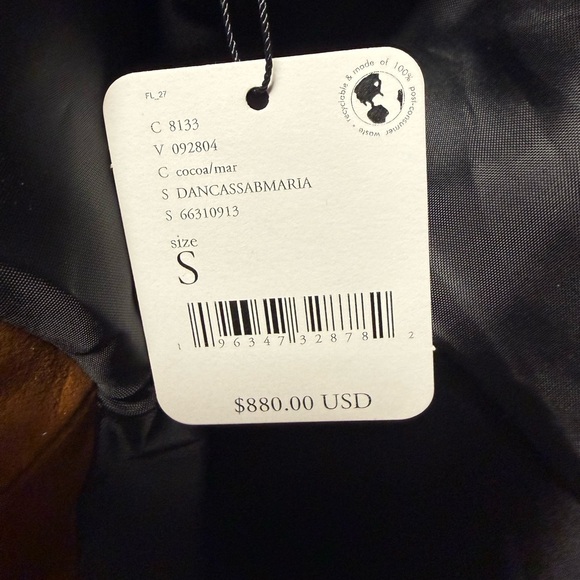 FL_27
recyclable & made of 100% post-consumer waste •
C 8133
V 092804
C cocoa/mar
S DANCASSABMARIA
S 66310913
size
S
1 96347 32878 2
$880.00 USD